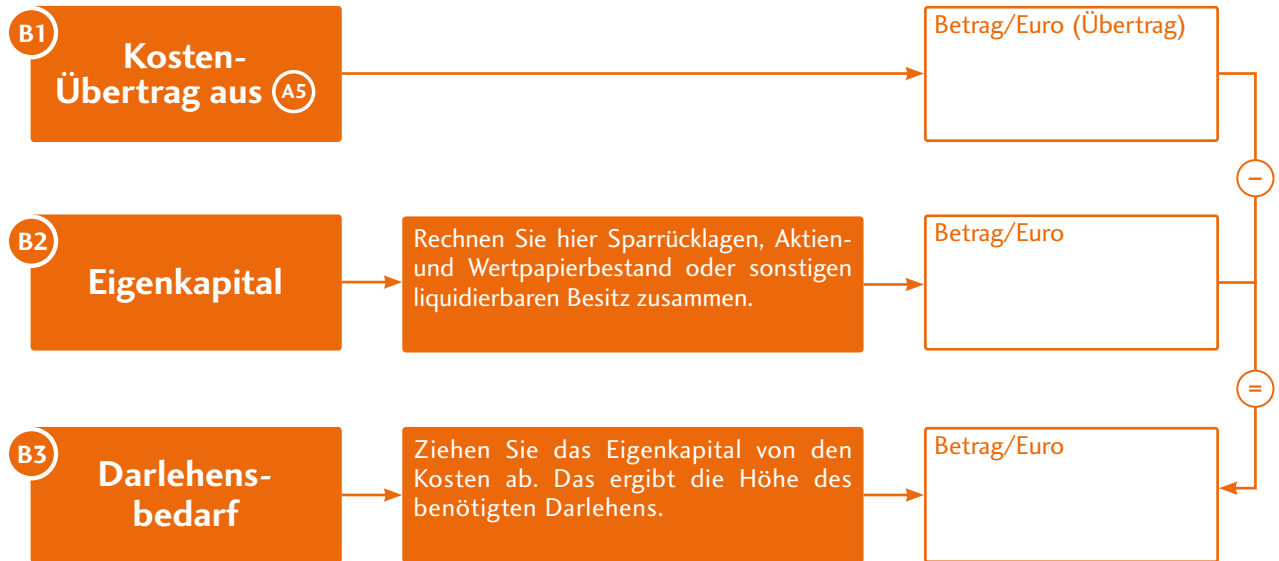 B1
Kosten-
Übertrag aus A5
Betrag/Euro (Übertrag)
–
B2
Eigenkapital
Rechnen Sie hier Sparrücklagen, Aktien-
und Wertpapierbestand oder sonstigen
liquidierbaren Besitz zusammen.
Betrag/Euro
=
B3
Darlehens-
bedarf
Ziehen Sie das Eigenkapital von den
Kosten ab. Das ergibt die Höhe des
benötigten Darlehens.
Betrag/Euro